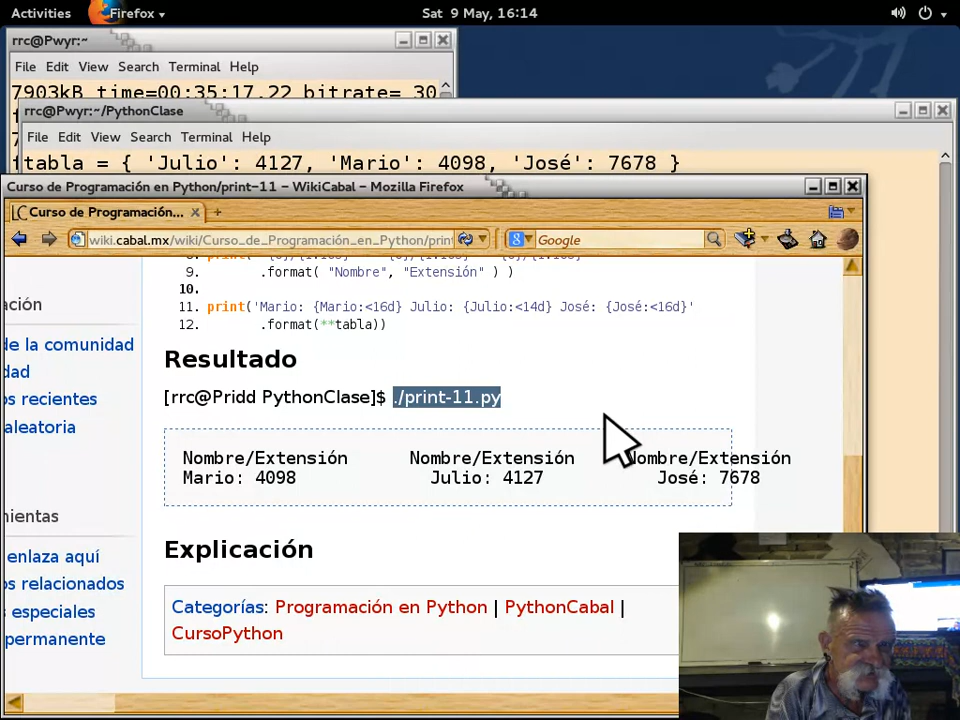 Activities Firefox Sat 9 May, 16:14
rrc@Pwyr:~
File Edit View Search Terminal Help
7903kB time=00:35:17.22 bitrate= 30
rrc@Pwyr:~/PythonClase
File Edit View Search Terminal Help
tabla = { 'Julio': 4127, 'Mario': 4098, 'José': 7678 }
Curso de Programación en Python/print-11 - WikiCabal - Mozilla Firefox
Curso de Programación...
wiki.cabal.mx/wiki/Curso_de_Programación_en_Python/print
Google
9. .format( "Nombre", "Extensión" ) )
10.
11. print('Mario: {Mario:<16d} Julio: {Julio:<14d} José: {José:<16d}'
12. .format(**tabla))
ación
de la comunidad
dad
os recientes
aleatoria
mientas
enlaza aquí
os relacionados
s especiales
permanente
Resultado
[rrc@Pridd PythonClase]$ ./print-11.py
Nombre/Extensión Nombre/Extensión Nombre/Extensión
Mario: 4098 Julio: 4127 José: 7678
Explicación
Categorías: Programación en Python | PythonCabal |
CursoPython